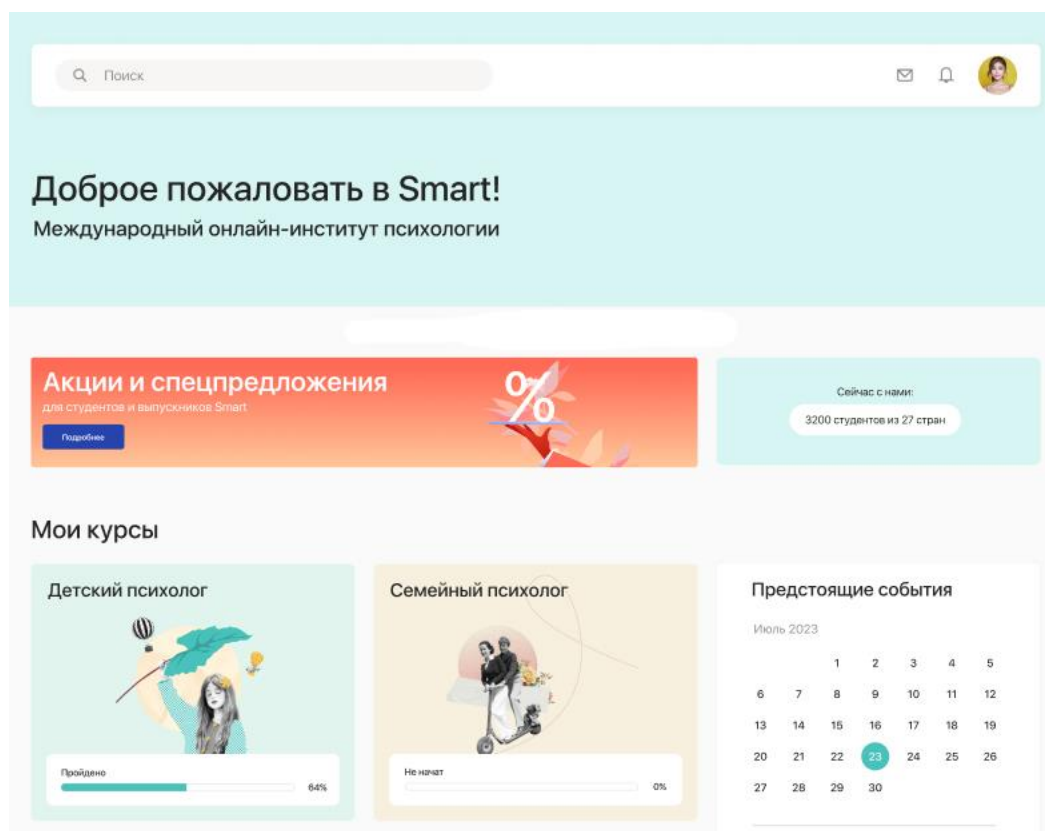 Поиск
Доброе пожаловать в Smart!
Международный онлайн-институт психологии
Акции и спецпредложения
для студентов и выпускников Smart
Подробнее
%
Сейчас с нами:
3200 студентов из 27 стран
Мои курсы
Детский психолог
Пройдено
64%
Семейный психолог
Не начат
0%
Предстоящие события
Июль 2023
1 2 3 4 5
6 7 8 9 10 11 12
13 14 15 16 17 18 19
20 21 22 23 24 25 26
27 28 29 30